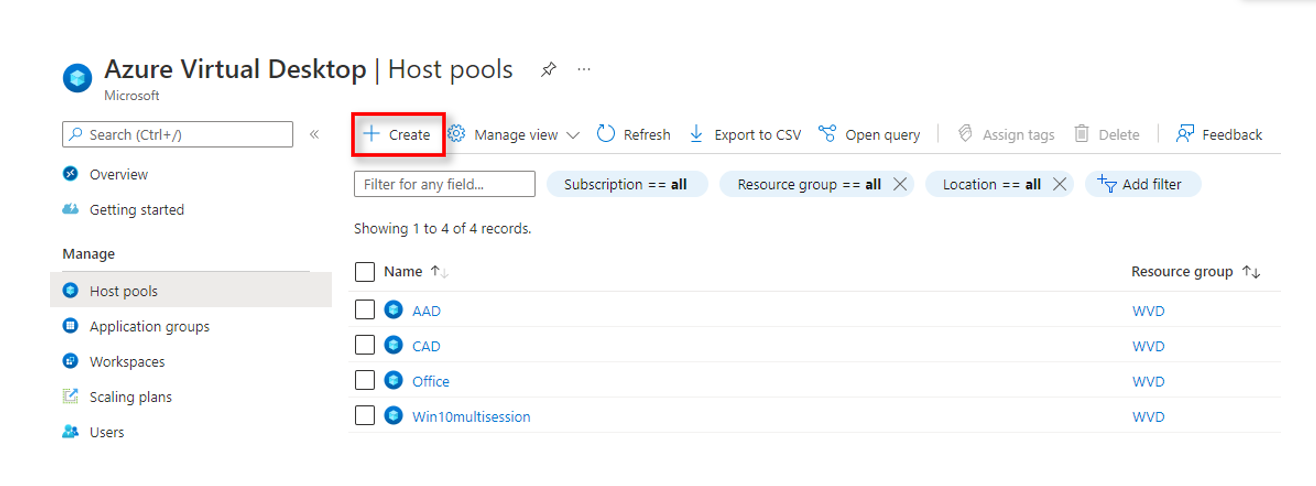 Azure Virtual Desktop | Host pools ...
Microsoft
Search (Ctrl+/) «
Create Manage view Refresh Export to CSV Open query Assign tags Delete Feedback
Overview
Getting started
Manage
Host pools
Application groups
Workspaces
Scaling plans
Users
Filter for any field... Subscription == all Resource group == all Location == all Add filter
Showing 1 to 4 of 4 records.
Name ↑↓ Resource group ↑↓
AAD WVD
CAD WVD
Office WVD
Win10multisession WVD